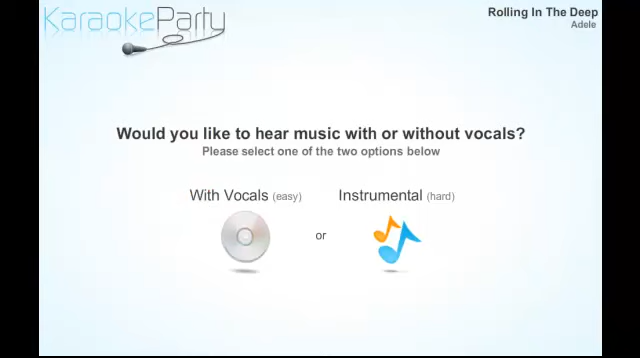 KaraokeParty
Rolling In The Deep
Adele
Would you like to hear music with or without vocals?
Please select one of the two options below
With Vocals (easy)
Instrumental (hard)
or